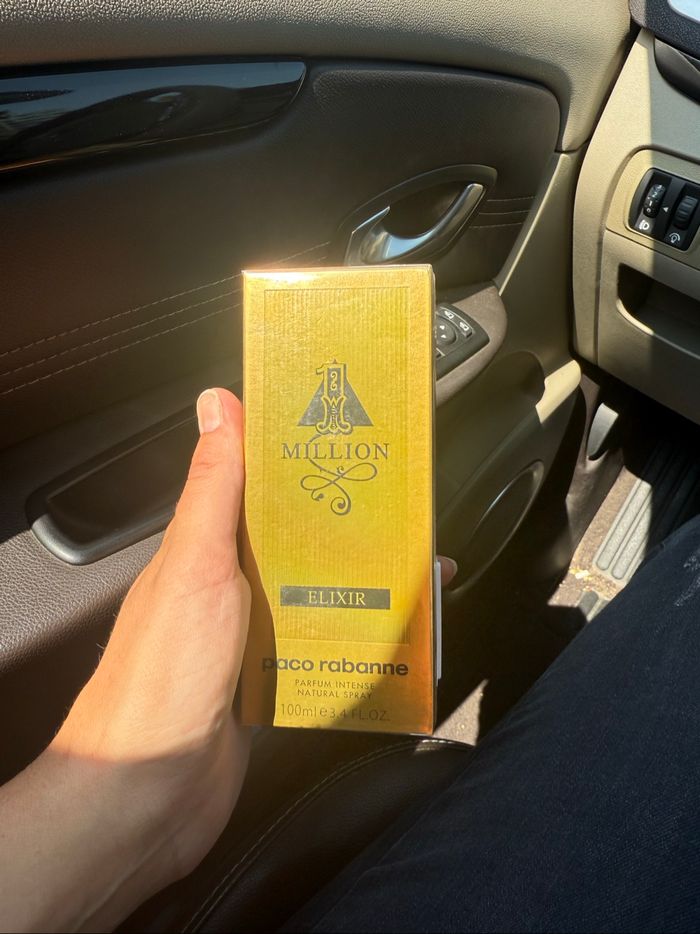 1
MILLION
ELIXIR
paco rabanne
PARFUM INTENSE
NATURAL SPRAY
100ml e 3.4 FL.OZ.